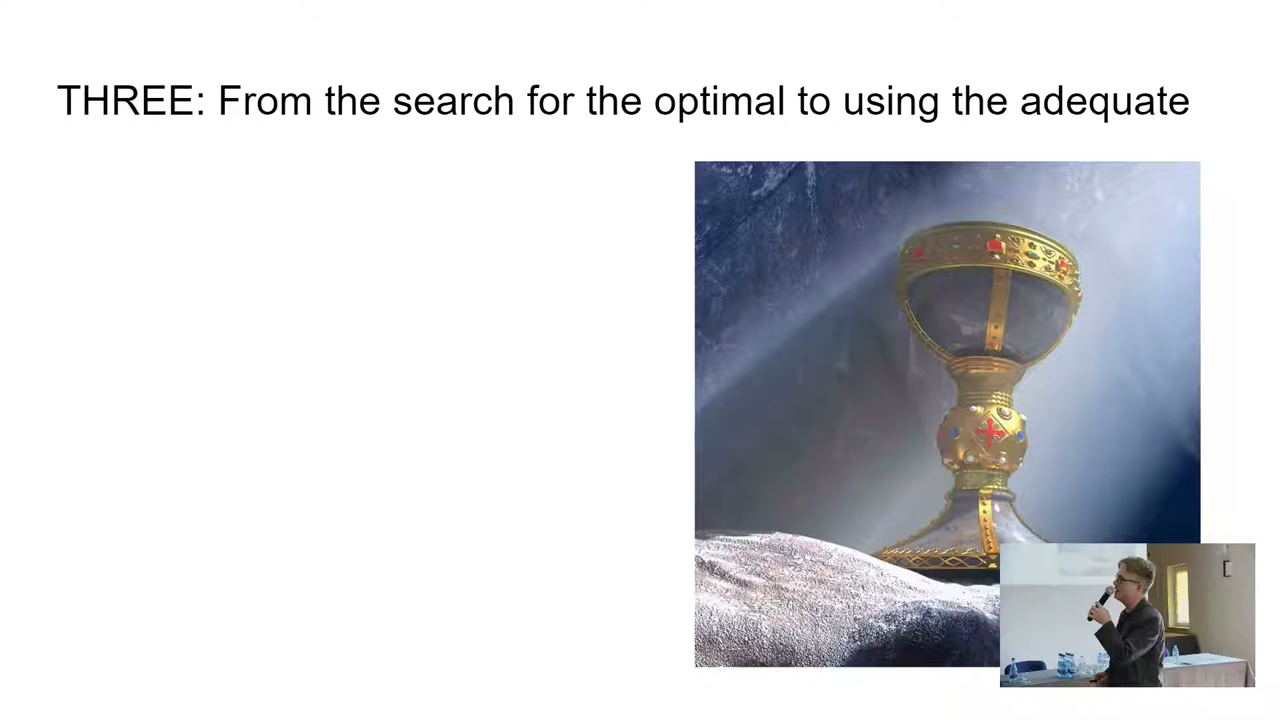 THREE: From the search for the optimal to using the adequate